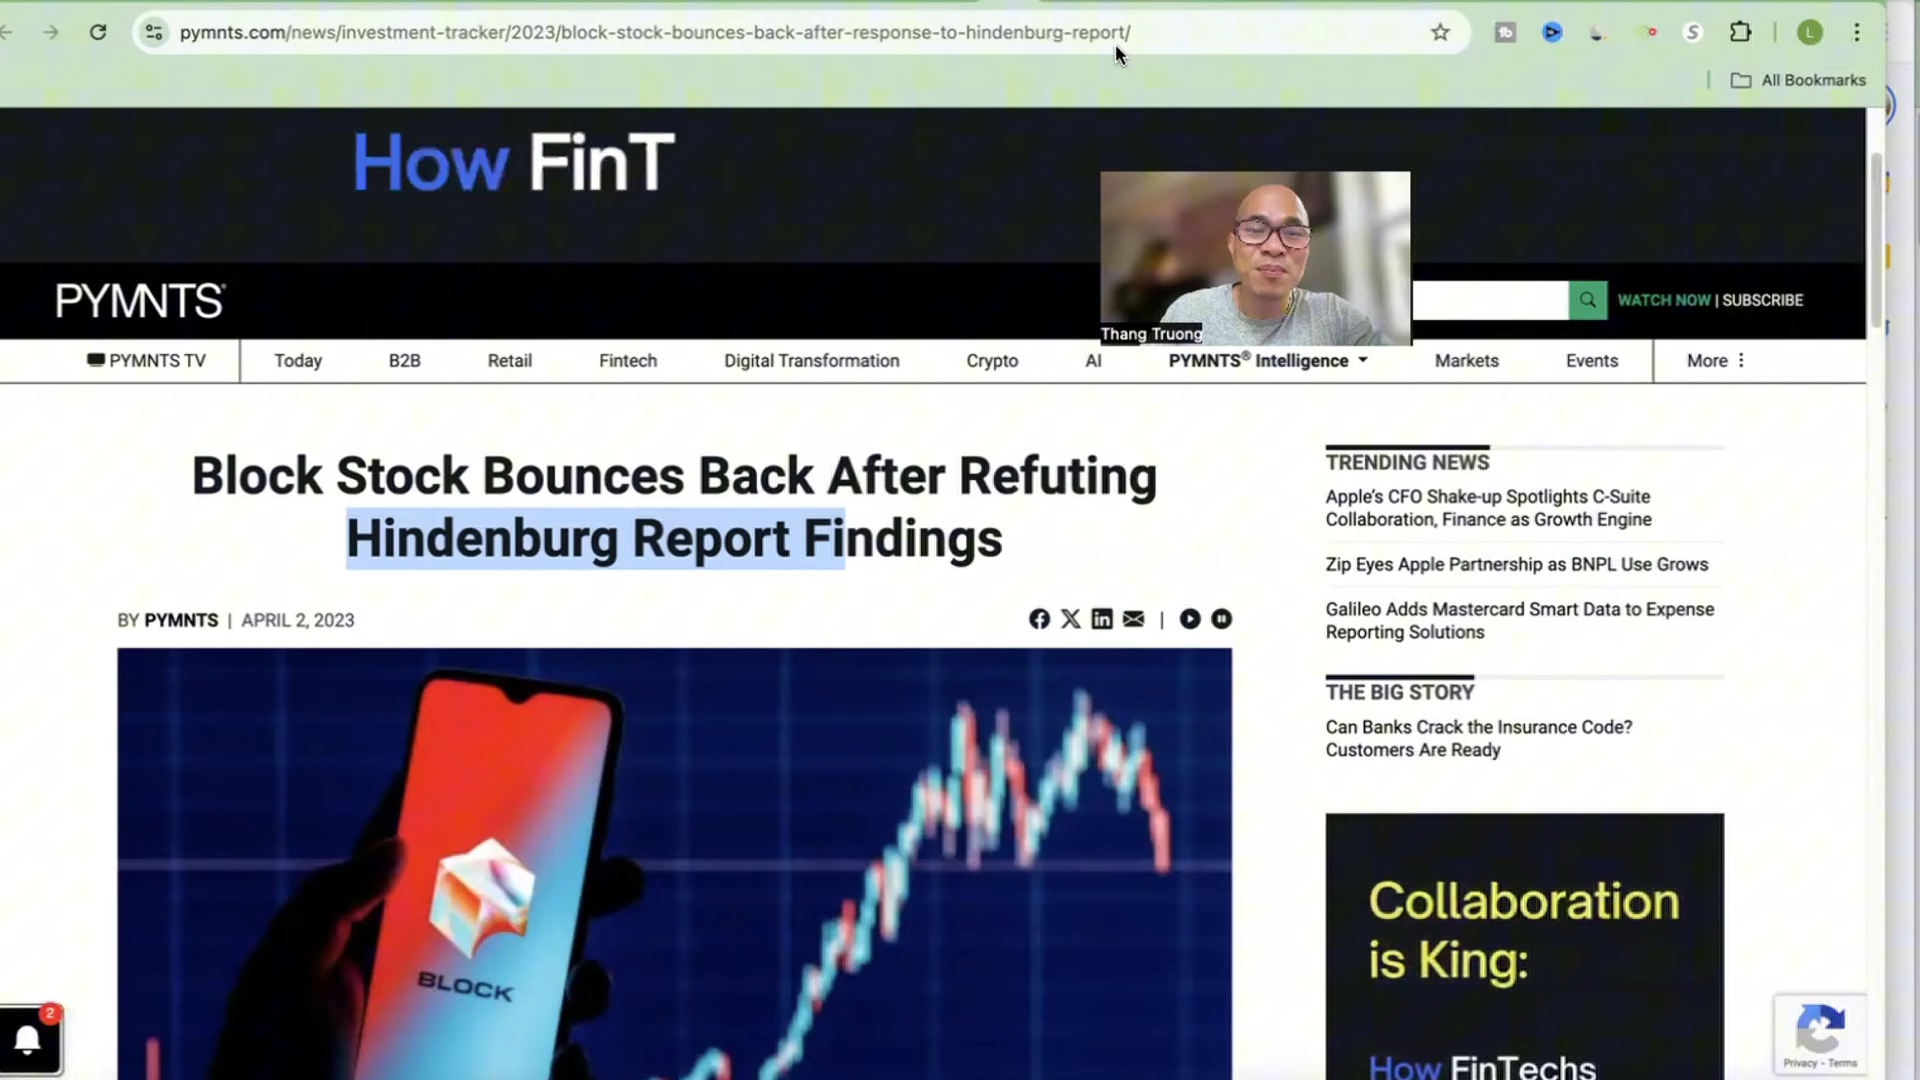 pymnts.com/news/investment-tracker/2023/block-stock-bounces-back-after-response-to-hindenburg-report/
L
All Bookmarks
How FinT
PYMNTS
Thang Truong
WATCH NOW | SUBSCRIBE
PYMNTS TV
Today
B2B
Retail
Fintech
Digital Transformation
Crypto
AI
PYMNTS® Intelligence
Markets
Events
More
Block Stock Bounces Back After Refuting
Hindenburg Report Findings
BY PYMNTS | APRIL 2, 2023
TRENDING NEWS
Apple's CFO Shake-up Spotlights C-Suite
Collaboration, Finance as Growth Engine
Zip Eyes Apple Partnership as BNPL Use Grows
Galileo Adds Mastercard Smart Data to Expense
Reporting Solutions
THE BIG STORY
Can Banks Crack the Insurance Code?
Customers Are Ready
BLOCK
Collaboration
is King:
How FinTechs
2
Privacy - Terms